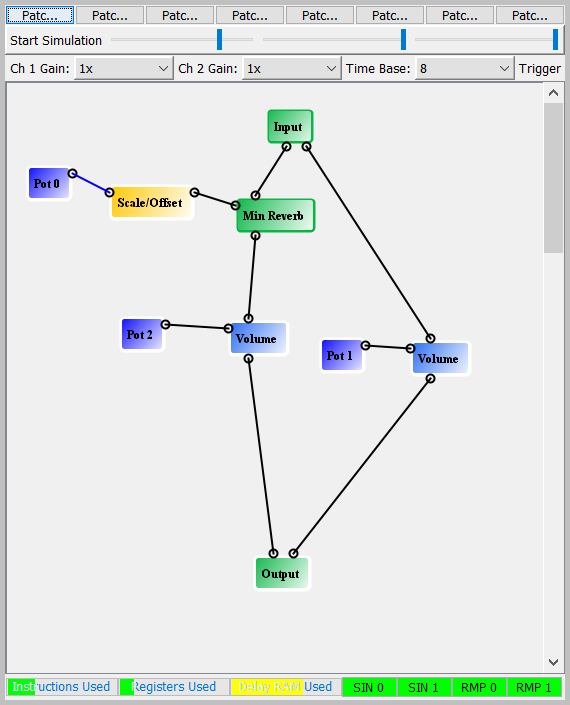 Patc... Patc... Patc... Patc... Patc... Patc... Patc... Patc...
Start Simulation
Ch 1 Gain: 1x Ch 2 Gain: 1x Time Base: 8 Trigger
Input
Pot 0
Scale/Offset
Min Reverb
Pot 2
Volume
Pot 1
Volume
Output
Instructions Used Registers Used Delay RAM Used SIN 0 SIN 1 RMP 0 RMP 1